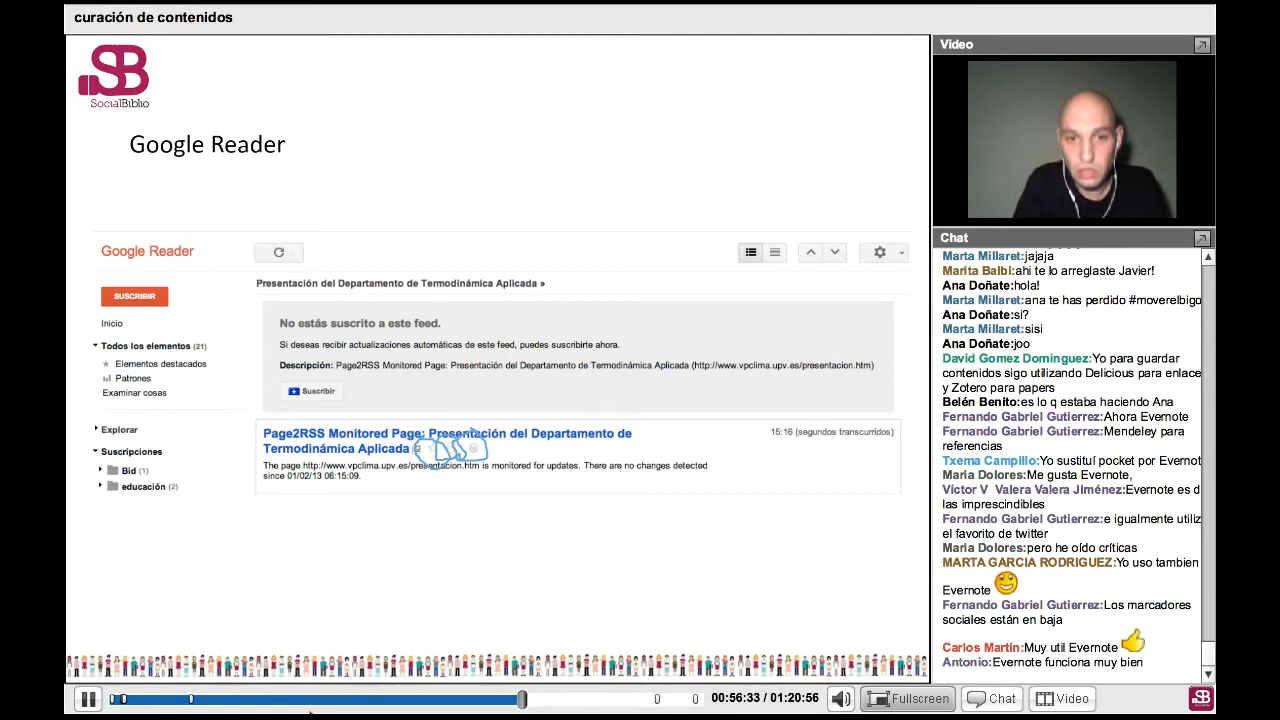 curación de contenidos
SB
SocialBiblio
Google Reader
Google Reader
Presentación del Departamento de Termodinámica Aplicada »
SUSCRIBIR
Inicio
Todos los elementos (21)
Elementos destacados
Patrones
Examinar cosas
Explorar
Suscripciones
Bid (1)
educación (2)
No estás suscrito a este feed.
Si deseas recibir actualizaciones automáticas de este feed, puedes suscribirte ahora.
Descripción: Page2RSS Monitored Page: Presentación del Departamento de Termodinámica Aplicada (http://www.vpclima.upv.es/presentacion.htm)
Suscribir
Page2RSS Monitored Page: Presentación del Departamento de
Termodinámica Aplicada
15:16 (segundos transcurridos)
The page http://www.vpclima.upv.es/presentacion.htm is monitored for updates. There are no changes detected
since 01/02/13 06:15:09.
Video
Chat
Marta Millaret:jajaja
Marita Balbi:ahi te lo arreglaste Javier!
Ana Doñate:hola!
Marta Millaret:ana te has perdido #moverelbigo
Ana Doñate:si?
Marta Millaret:sisi
Ana Doñate:joo
David Gomez Dominguez:Yo para guardar
contenidos sigo utilizando Delicious para enlace
y Zotero para papers
Belén Benito:es lo q estaba haciendo Ana
Fernando Gabriel Gutierrez:Ahora Evernote
Fernando Gabriel Gutierrez:Mendeley para
referencias
Txema Campillo:Yo sustituí pocket por Evernot
Maria Dolores:Me gusta Evernote,
Víctor V Valera Valera Jiménez:Evernote es d
las imprescindibles
Fernando Gabriel Gutierrez:e igualmente utiliz
el favorito de twitter
Maria Dolores:pero he oído críticas
MARTA GARCIA RODRIGUEZ:Yo uso tambien
Evernote
Fernando Gabriel Gutierrez:Los marcadores
sociales están en baja
Carlos Martín:Muy util Evernote
Antonio:Evernote funciona muy bien
00:56:33 / 01:20:56
Fullscreen
Chat
Video
SB